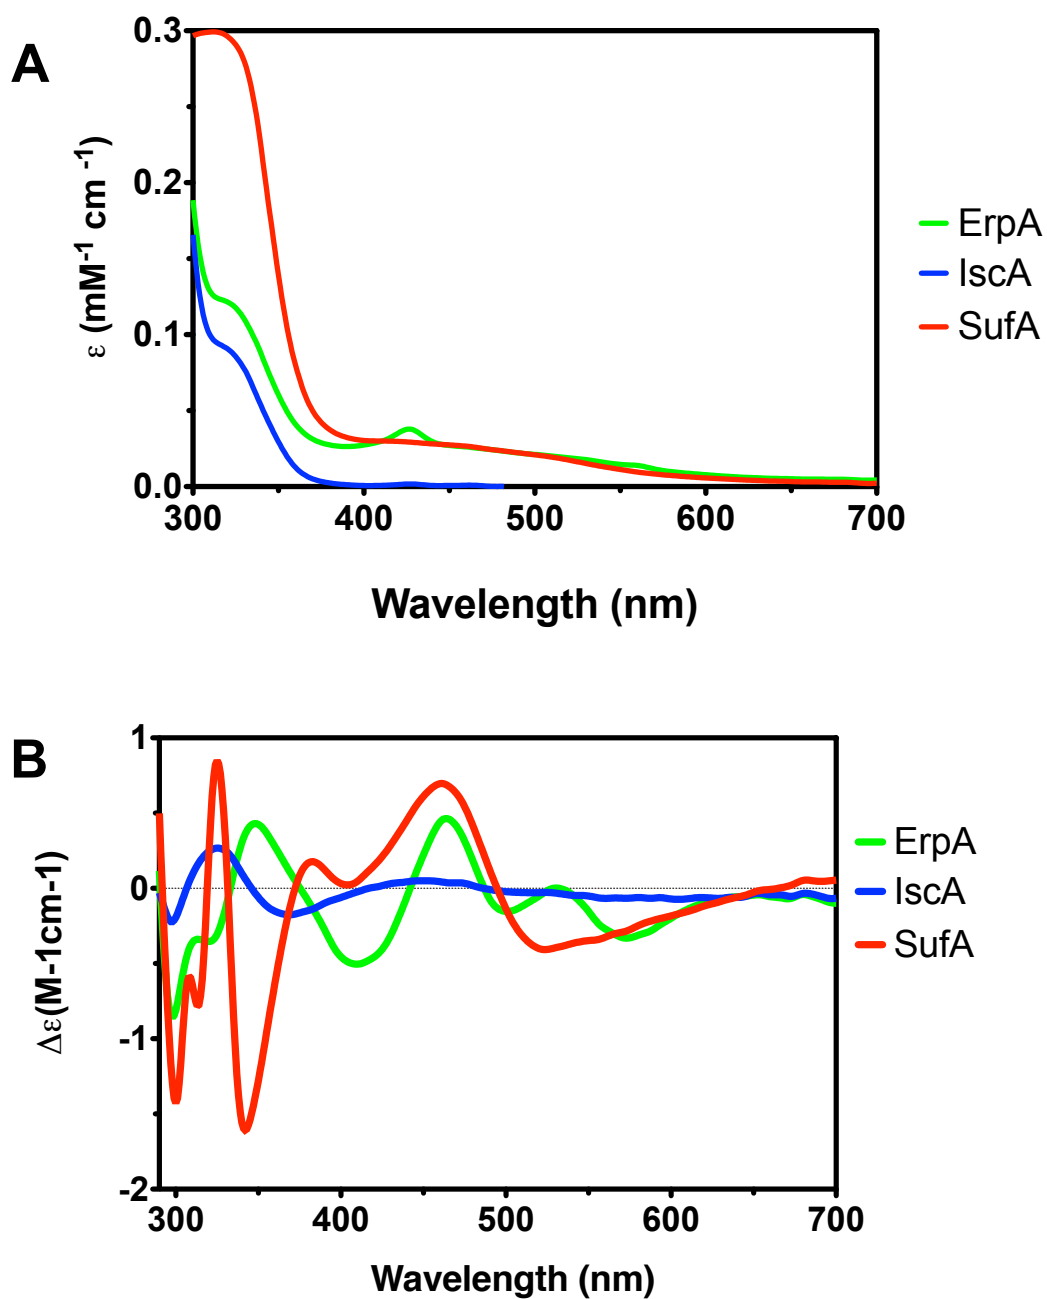 A
0.3
0.2
0.1
0.0
ε (mM-1 cm -1)
300 400 500 600 700
Wavelength (nm)
ErpA
IscA
SufA
B
1
0
-1
-2
Δε(M-1cm-1)
300 400 500 600 700
Wavelength (nm)
ErpA
IscA
SufA